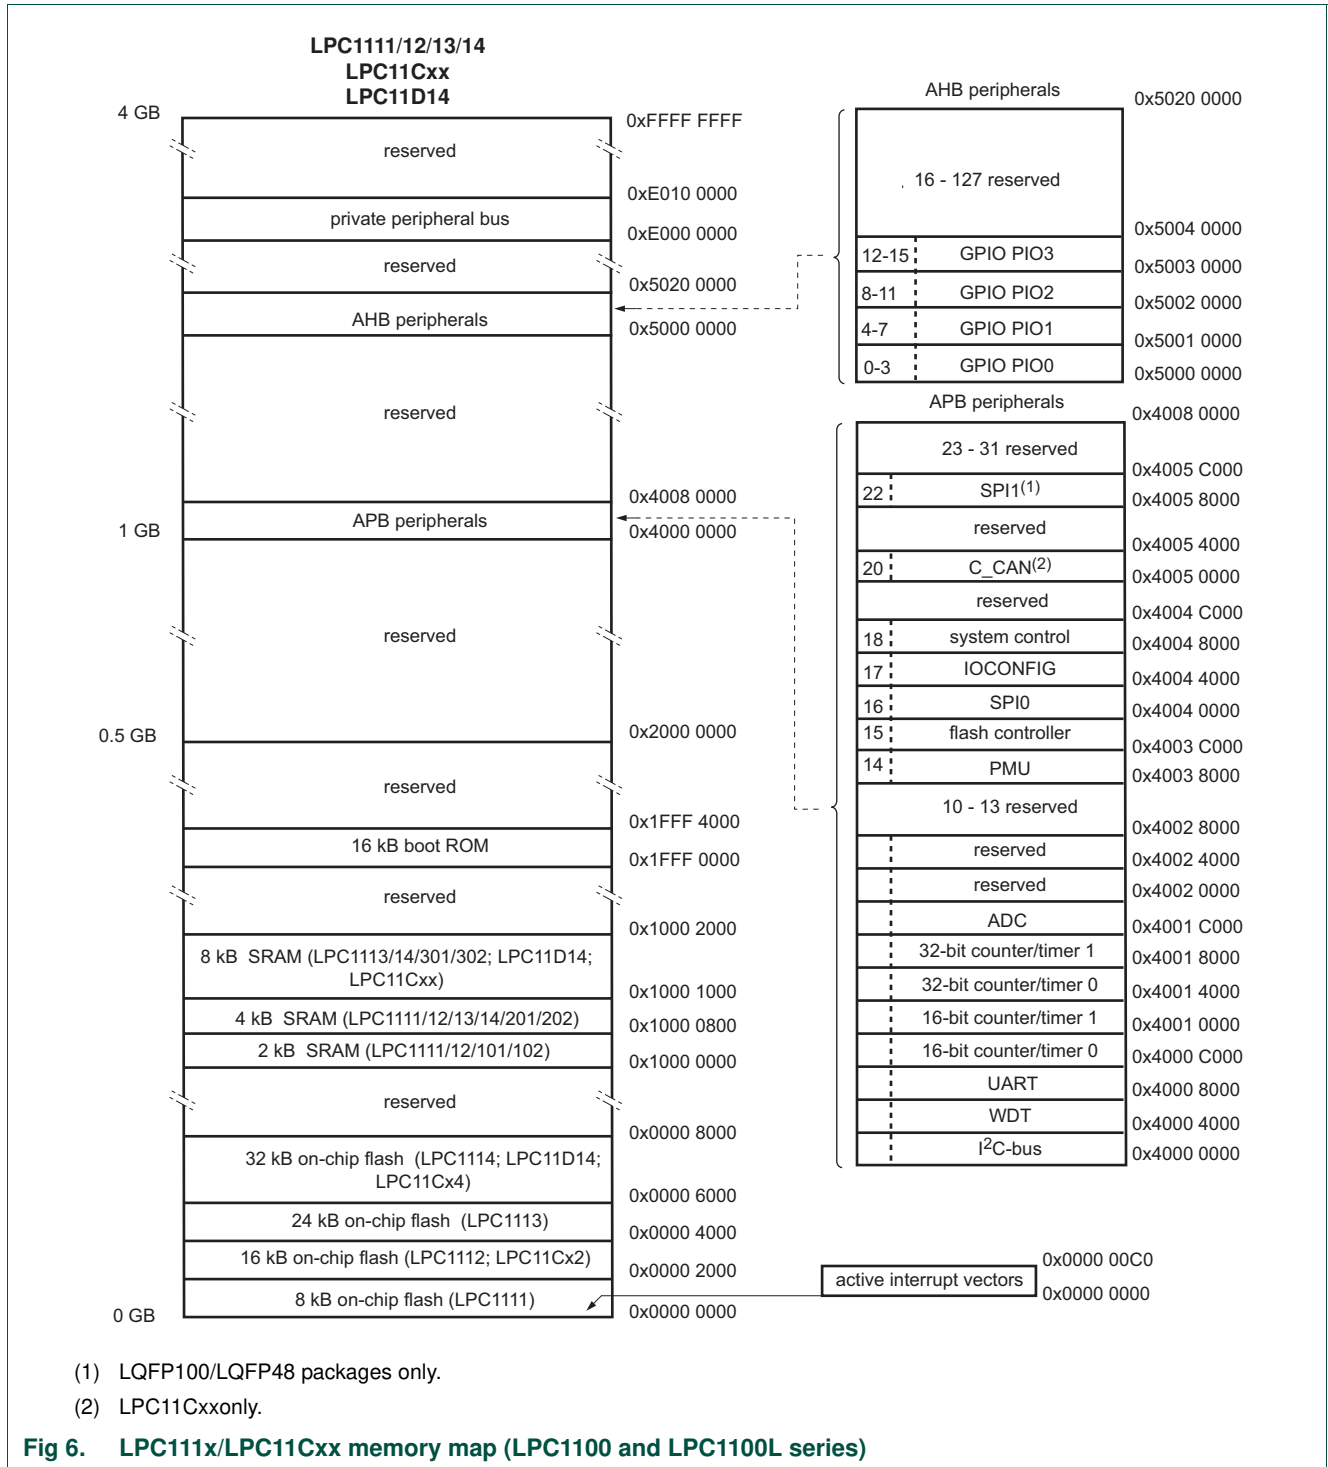 LPC1111/12/13/14
LPC11Cxx
LPC11D14
4 GB
0xFFFF FFFF
reserved
0xE010 0000
private peripheral bus
0xE000 0000
reserved
0x5020 0000
AHB peripherals
0x5000 0000
reserved
0x4008 0000
APB peripherals
1 GB
0x4000 0000
reserved
0x2000 0000
0.5 GB
reserved
0x1FFF 4000
16 kB boot ROM
0x1FFF 0000
reserved
0x1000 2000
8 kB SRAM (LPC1113/14/301/302; LPC11D14;
LPC11Cxx)
0x1000 1000
4 kB SRAM (LPC1111/12/13/14/201/202)
0x1000 0800
2 kB SRAM (LPC1111/12/101/102)
0x1000 0000
reserved
0x0000 8000
32 kB on-chip flash (LPC1114; LPC11D14;
LPC11Cx4)
0x0000 6000
24 kB on-chip flash (LPC1113)
0x0000 4000
16 kB on-chip flash (LPC1112; LPC11Cx2)
0x0000 2000
8 kB on-chip flash (LPC1111)
0x0000 0000
0 GB
AHB peripherals
0x5020 0000
16 - 127 reserved
0x5004 0000
12-15 GPIO PIO3
0x5003 0000
8-11 GPIO PIO2
0x5002 0000
4-7 GPIO PIO1
0x5001 0000
0-3 GPIO PIO0
0x5000 0000
APB peripherals
0x4008 0000
23 - 31 reserved
0x4005 C000
22 SPI1(1)
0x4005 8000
reserved
0x4005 4000
20 C_CAN(2)
0x4005 0000
reserved
0x4004 C000
18 system control
0x4004 8000
17 IOCONFIG
0x4004 4000
16 SPI0
0x4004 0000
15 flash controller
0x4003 C000
14 PMU
0x4003 8000
10 - 13 reserved
0x4002 8000
reserved
0x4002 4000
reserved
0x4002 0000
ADC
0x4001 C000
32-bit counter/timer 1
0x4001 8000
32-bit counter/timer 0
0x4001 4000
16-bit counter/timer 1
0x4001 0000
16-bit counter/timer 0
0x4000 C000
UART
0x4000 8000
WDT
0x4000 4000
I2C-bus
0x4000 0000
0x0000 00C0
active interrupt vectors
0x0000 0000
(1) LQFP100/LQFP48 packages only.
(2) LPC11Cxxonly.
Fig 6. LPC111x/LPC11Cxx memory map (LPC1100 and LPC1100L series)